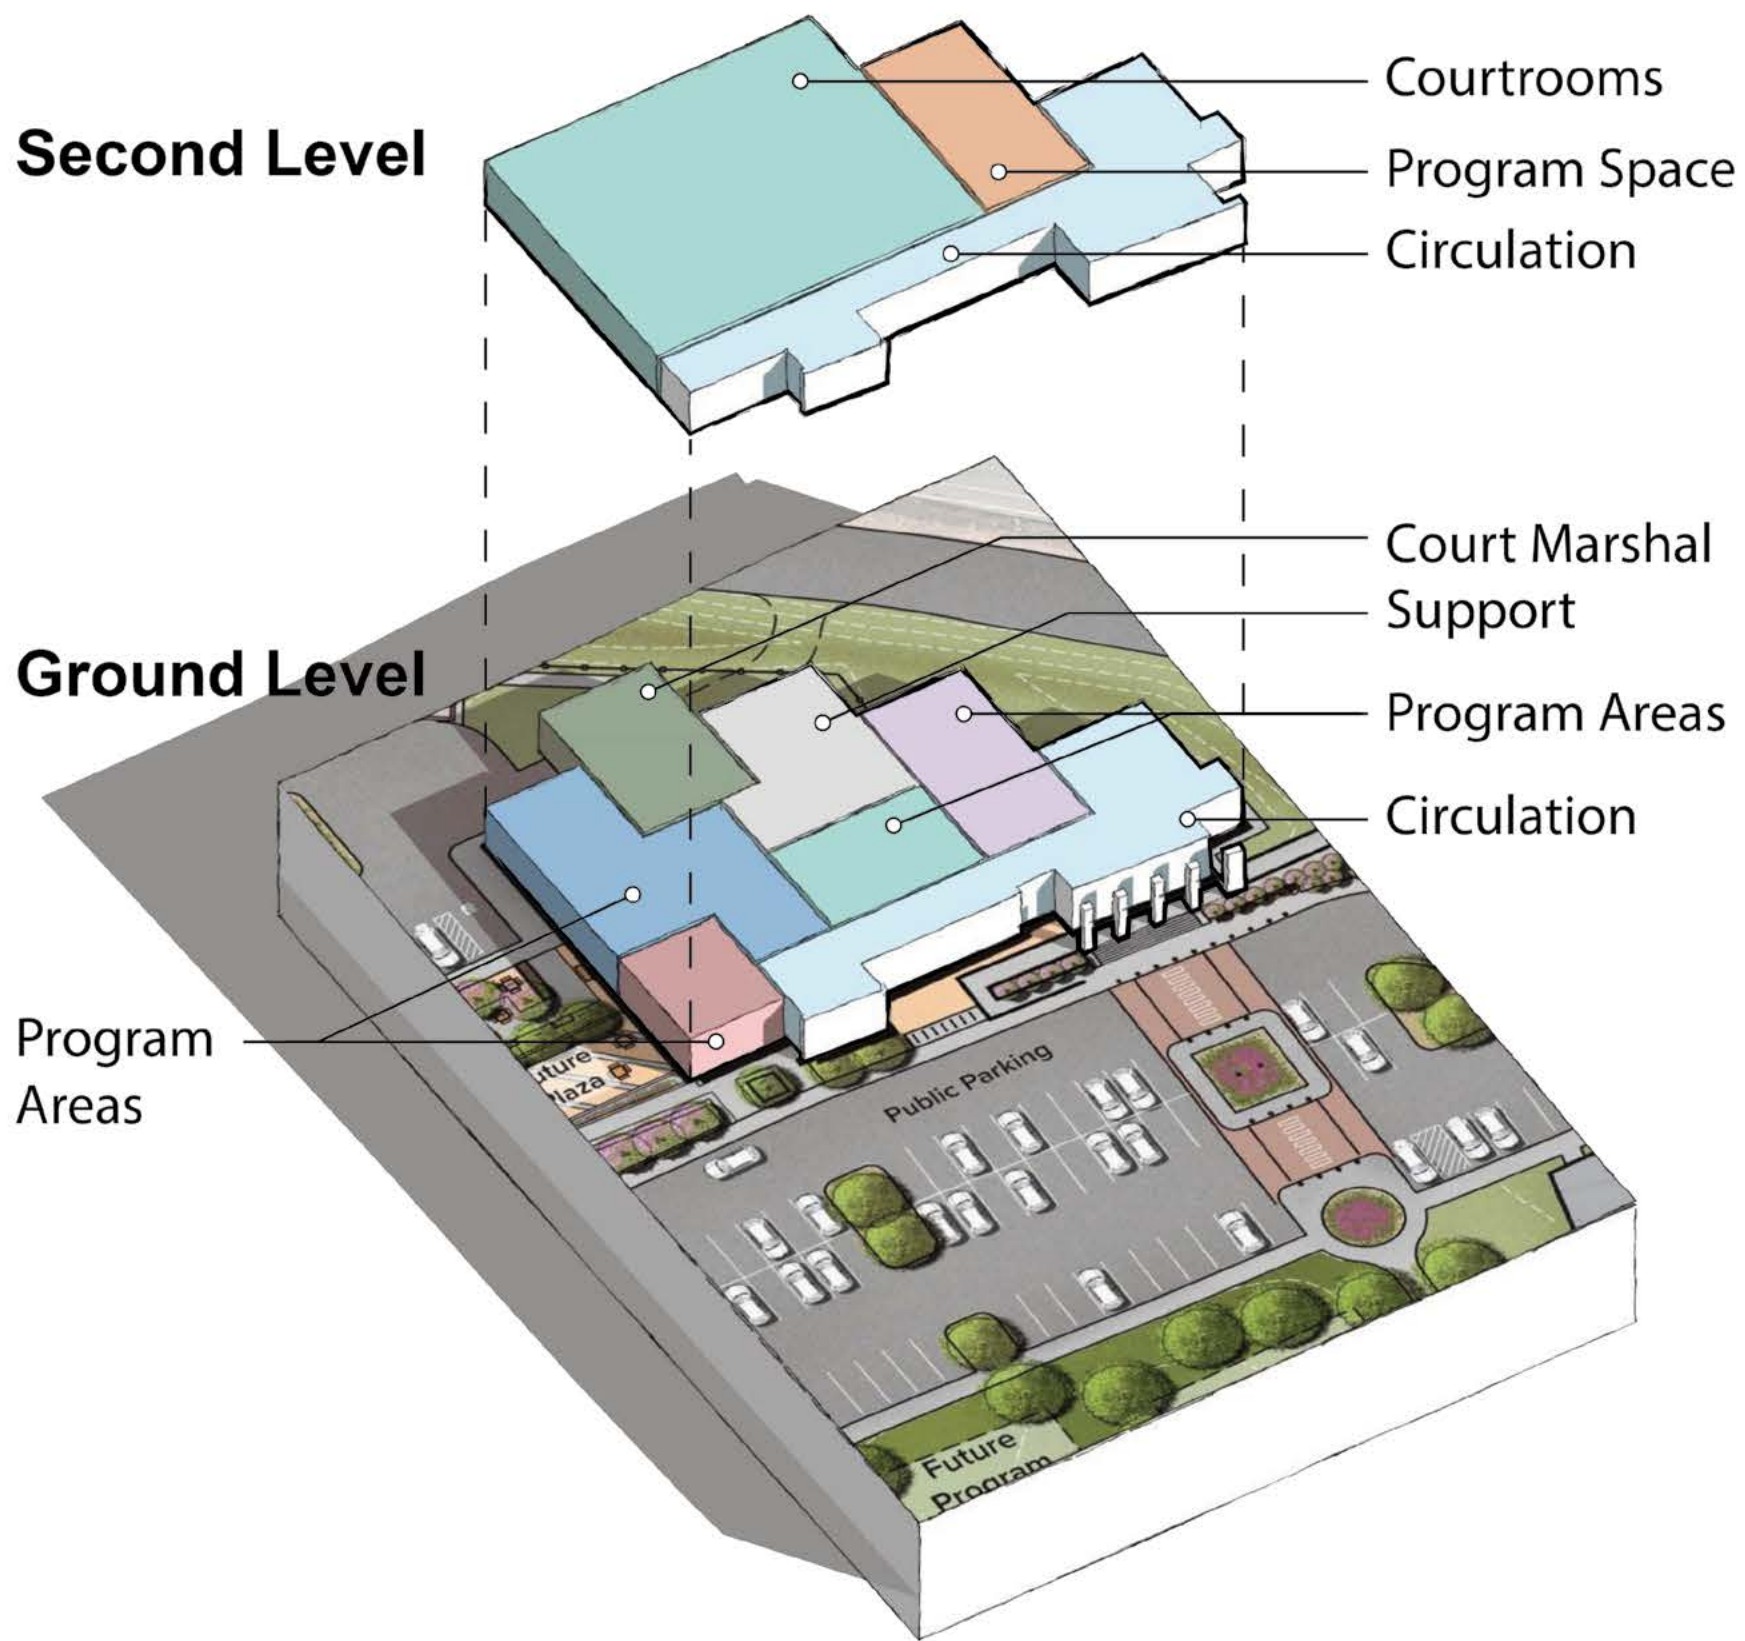 Courtrooms
Second Level
Program Space
Circulation
Court Marshal
Support
Ground Level
Program Areas
Circulation
Program
Areas
Public Parking
Future
Program